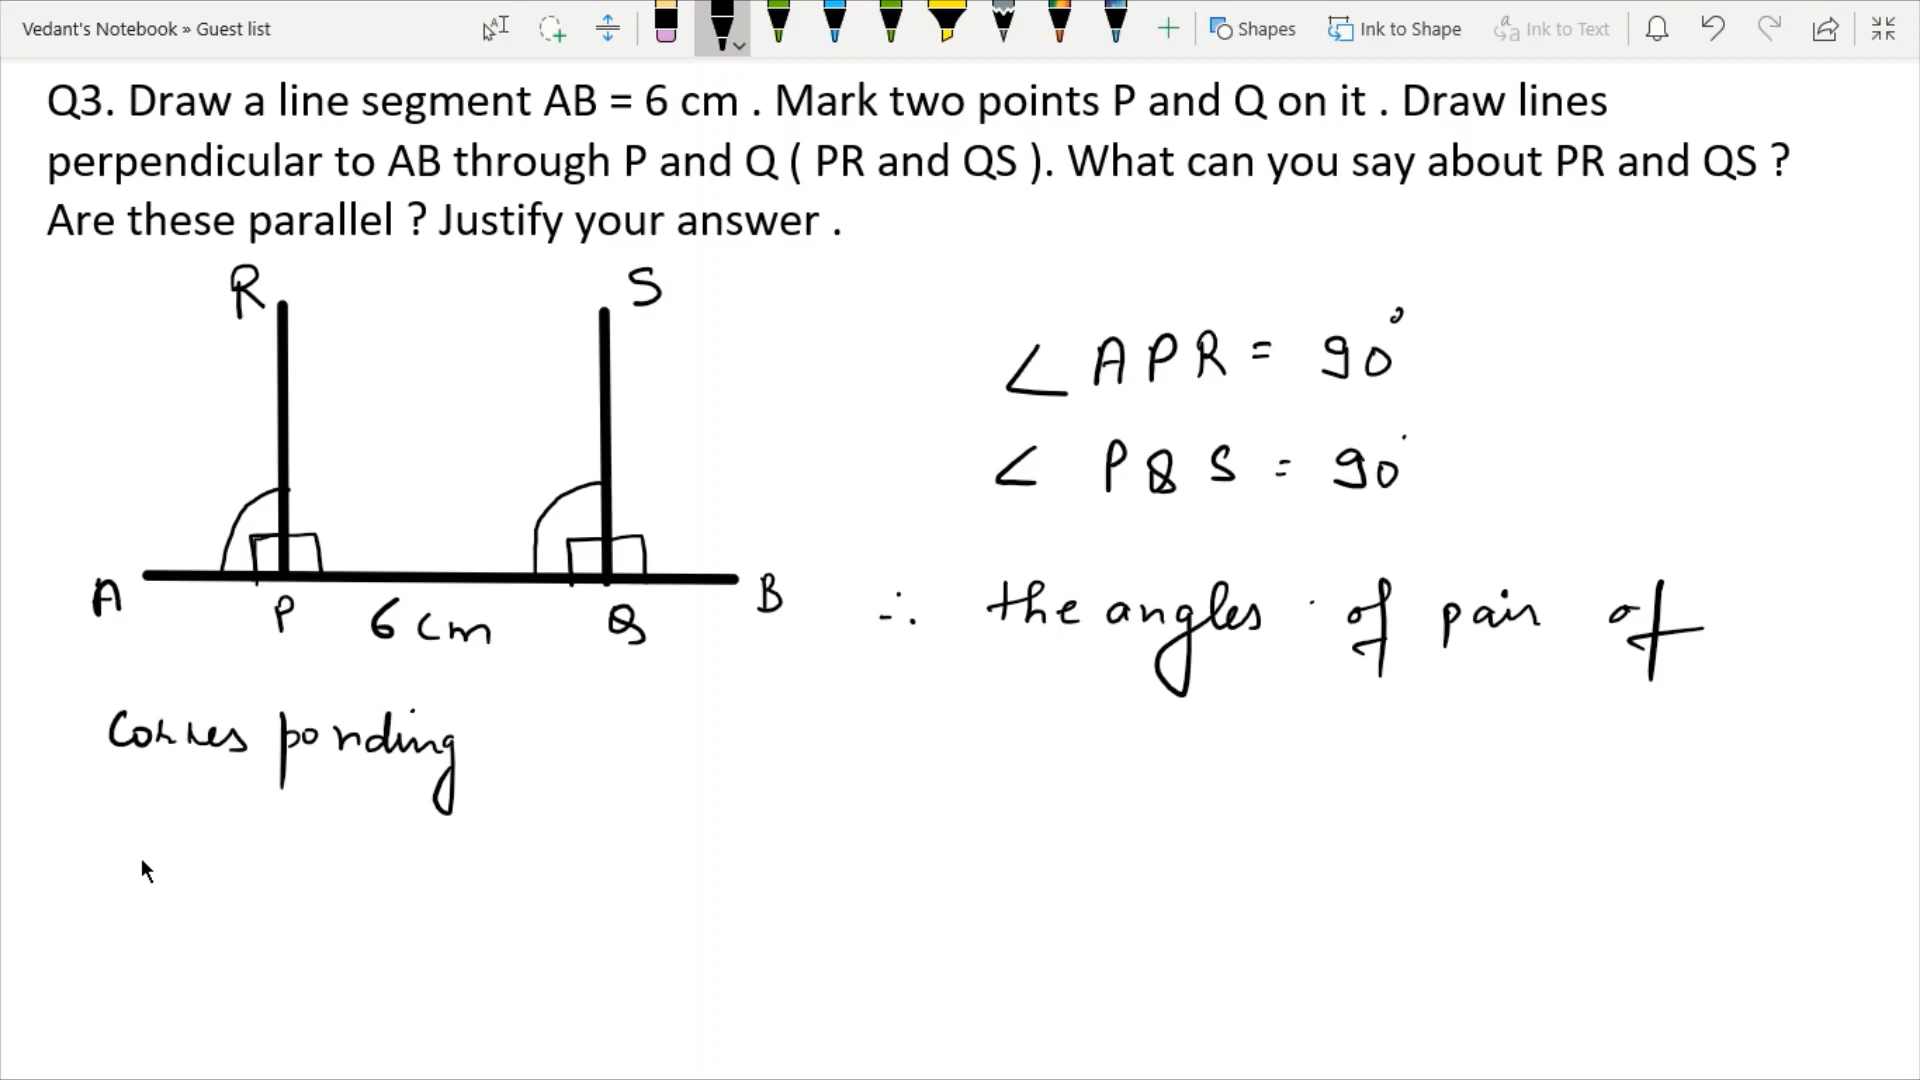 Vedant's Notebook » Guest list
Shapes Ink to Shape Ink to Text
Q3. Draw a line segment AB = 6 cm . Mark two points P and Q on it . Draw lines
perpendicular to AB through P and Q ( PR and QS ). What can you say about PR and QS ?
Are these parallel ? Justify your answer .
R S
∠ APR = 90°
∠ PQS = 90°
A P 6 cm Q B
∴ the angles of pair of
Corresponding